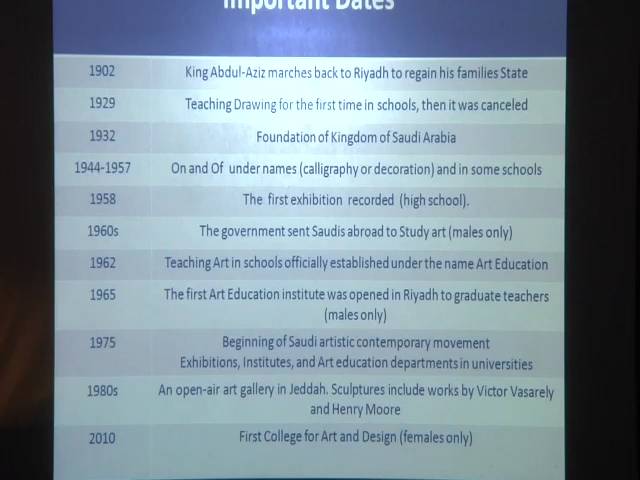 Important Dates
1902 King Abdul-Aziz marches back to Riyadh to regain his families State
1929 Teaching Drawing for the first time in schools, then it was canceled
1932 Foundation of Kingdom of Saudi Arabia
1944-1957 On and Of under names (calligraphy or decoration) and in some schools
1958 The first exhibition recorded (high school).
1960s The government sent Saudis abroad to Study art (males only)
1962 Teaching Art in schools officially established under the name Art Education
1965 The first Art Education institute was opened in Riyadh to graduate teachers
(males only)
1975 Beginning of Saudi artistic contemporary movement
Exhibitions, Institutes, and Art education departments in universities
1980s An open-air art gallery in Jeddah. Sculptures include works by Victor Vasarely
and Henry Moore
2010 First College for Art and Design (females only)